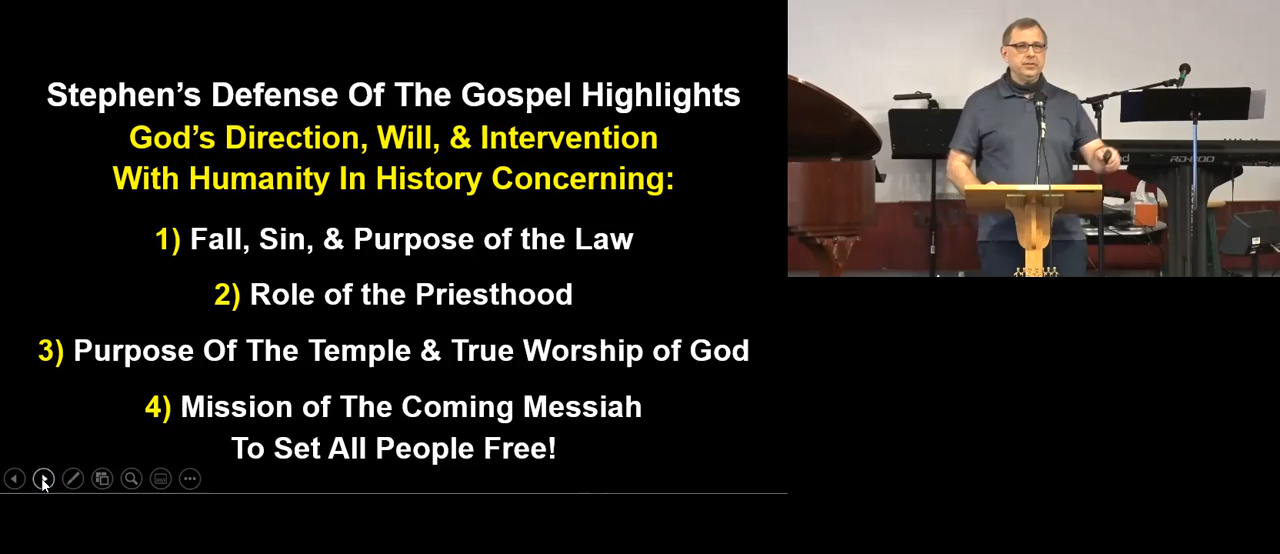 Stephen's Defense Of The Gospel Highlights
God's Direction, Will, & Intervention
With Humanity In History Concerning:
1) Fall, Sin, & Purpose of the Law
2) Role of the Priesthood
3) Purpose Of The Temple & True Worship of God
4) Mission of The Coming Messiah
To Set All People Free!